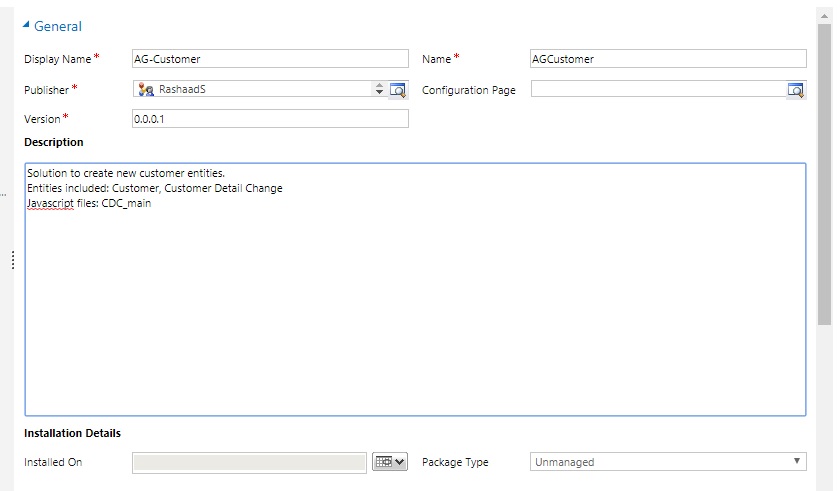 General
Display Name* AG-Customer Name* AGCustomer
Publisher* RashaadS Configuration Page
Version* 0.0.0.1
Description
Solution to create new customer entities.
Entities included: Customer, Customer Detail Change
Javascript files: CDC_main
Installation Details
Installed On Package Type Unmanaged